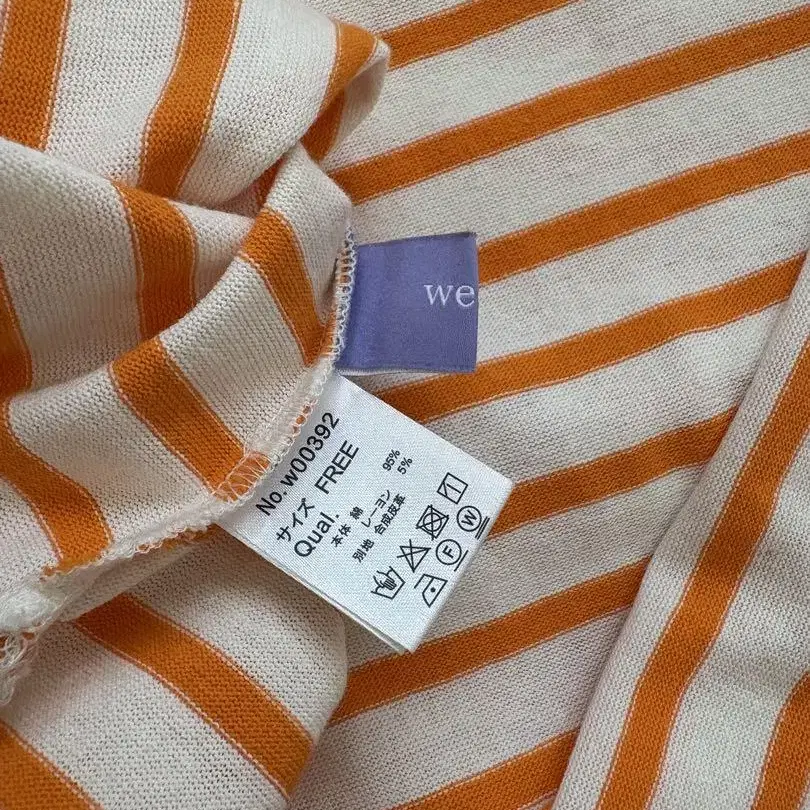 we
No. w00392
サイズ FREE
Qual.
本体 綿 95%
レーヨン 5%
別地 合成皮革
F
W